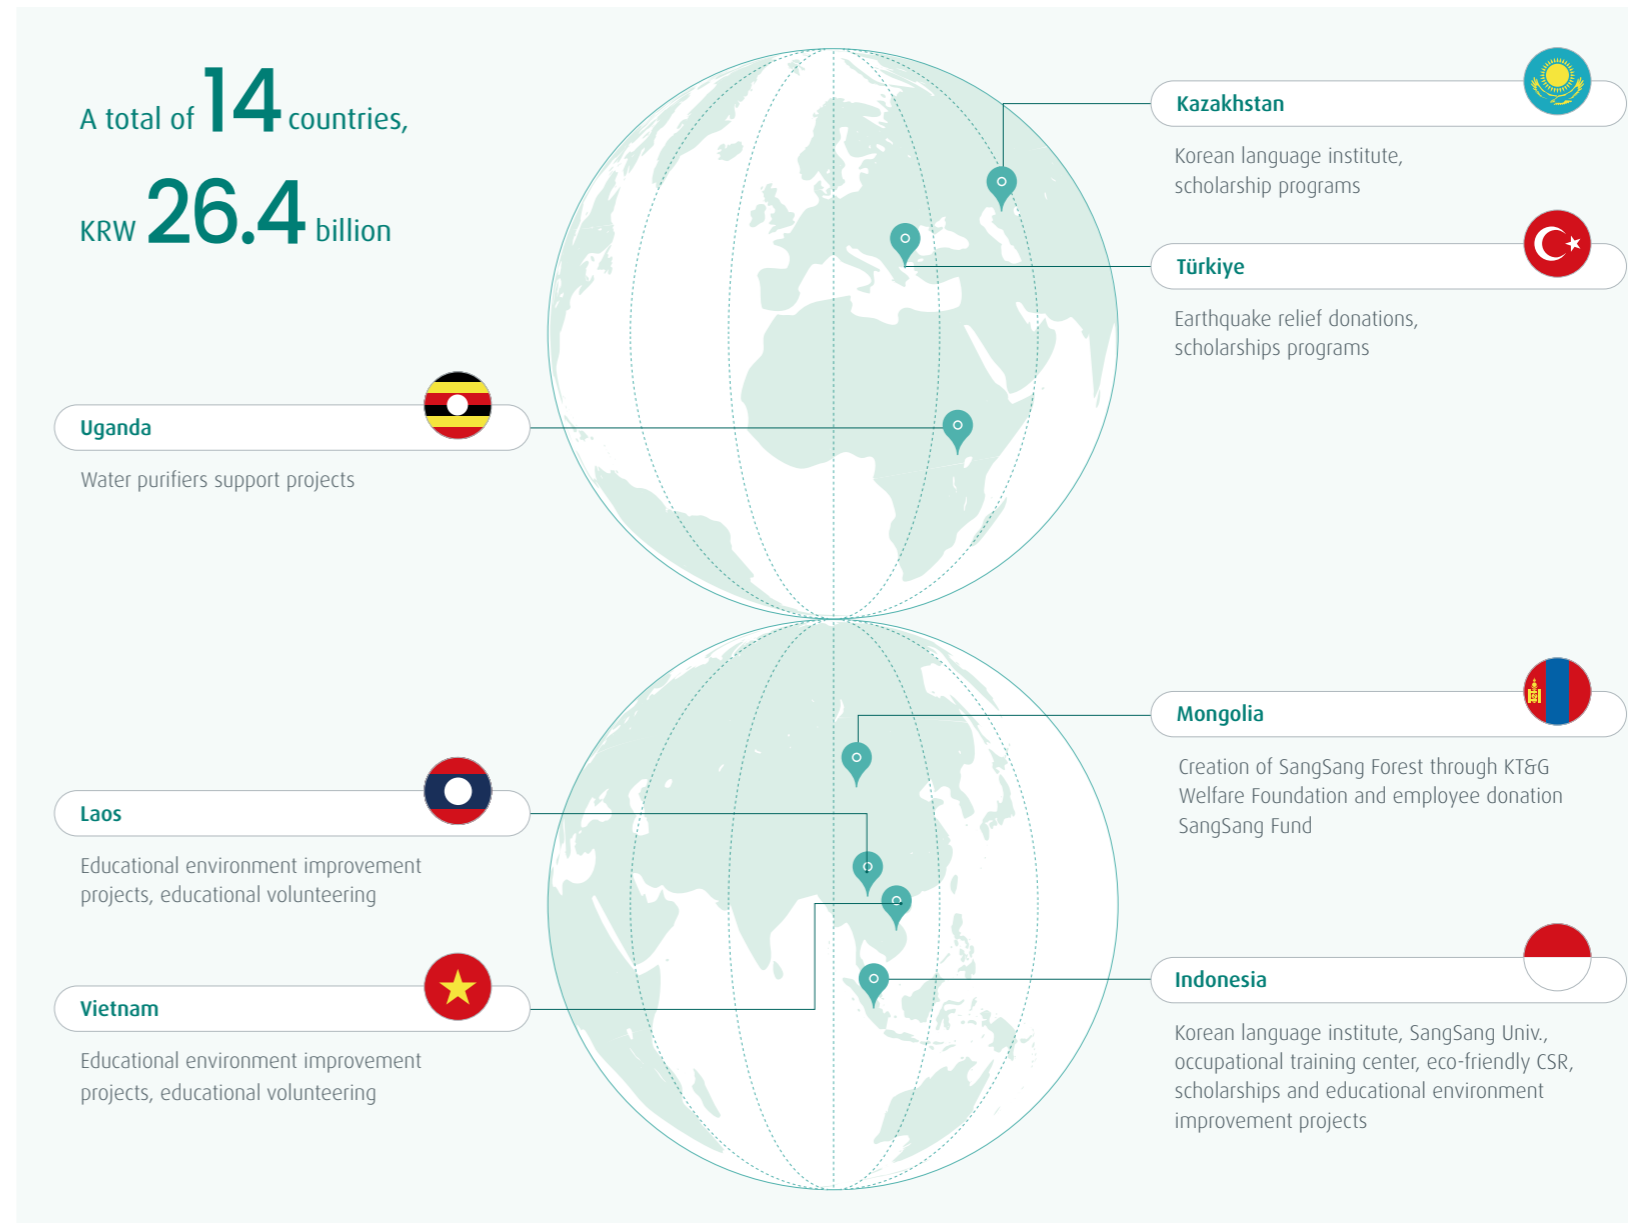 A total of 14 countries,
KRW 26.4 billion
Kazakhstan
Korean language institute,
scholarship programs
Türkiye
Earthquake relief donations,
scholarships programs
Uganda
Water purifiers support projects
Mongolia
Creation of SangSang Forest through KT&G
Welfare Foundation and employee donation
SangSang Fund
Laos
Educational environment improvement
projects, educational volunteering
Vietnam
Educational environment improvement
projects, educational volunteering
Indonesia
Korean language institute, SangSang Univ.,
occupational training center, eco-friendly CSR,
scholarships and educational environment
improvement projects